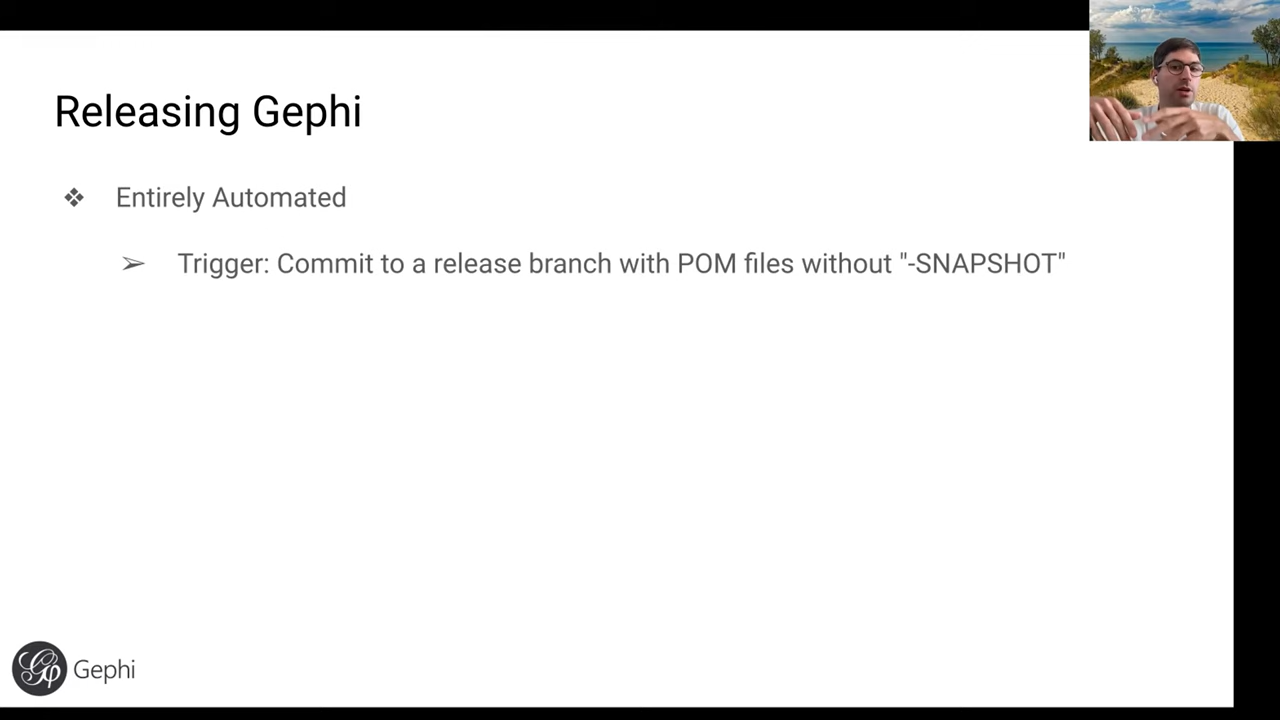 Releasing Gephi
❖ Entirely Automated
➢ Trigger: Commit to a release branch with POM files without "-SNAPSHOT"
Gephi